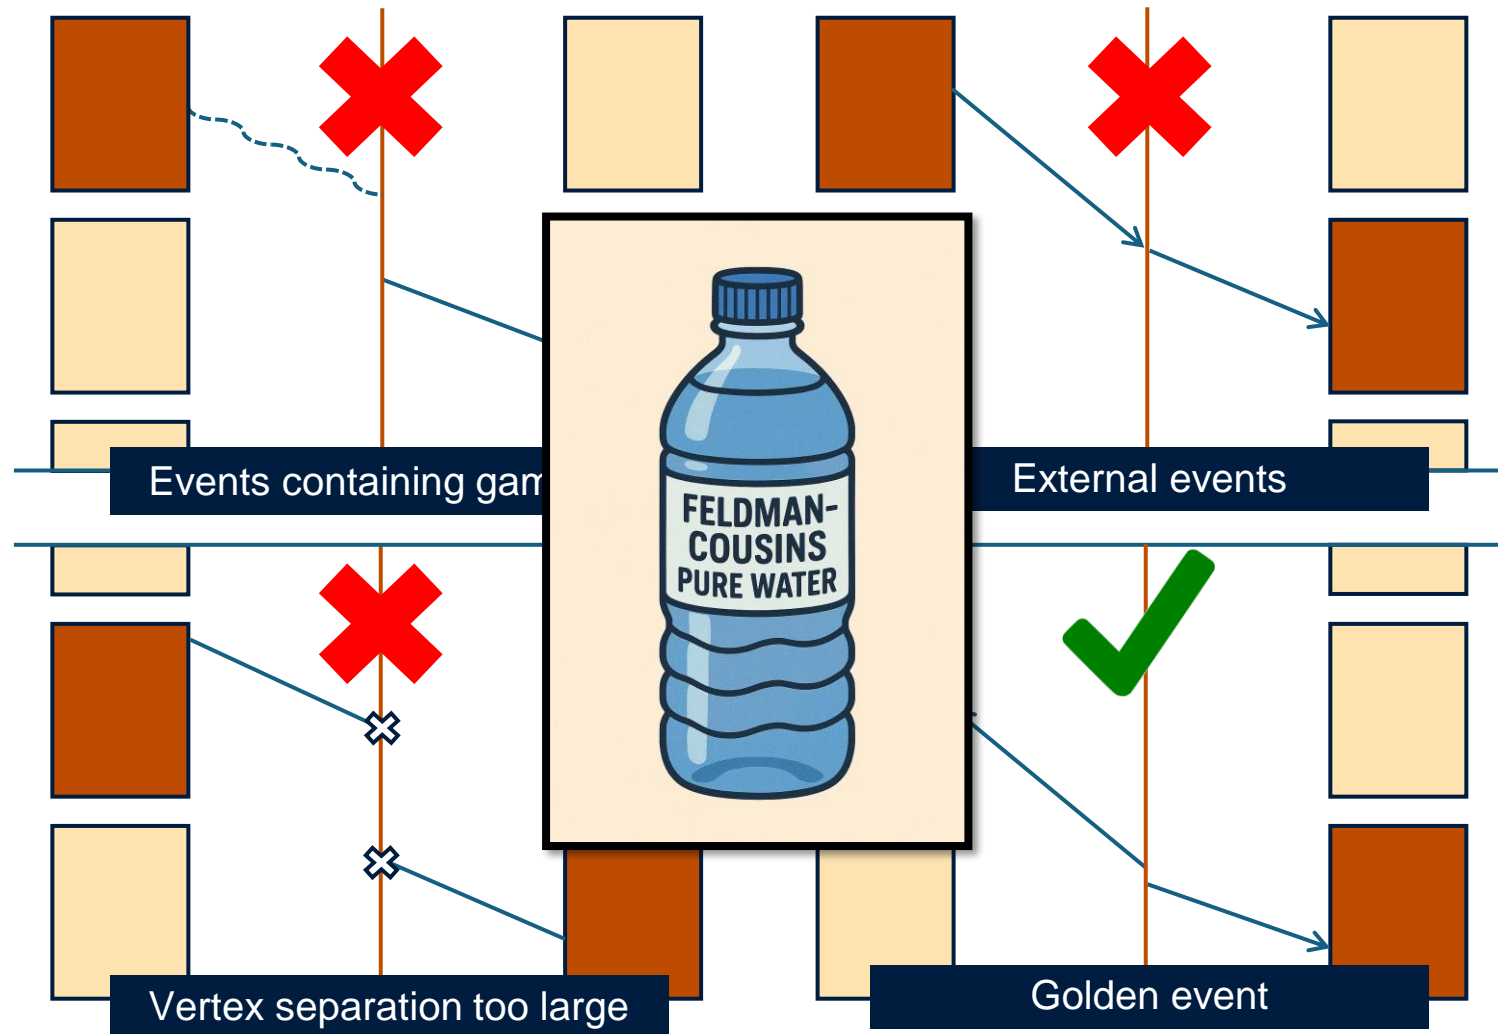 Events containing gam
External events
FELDMAN-
COUSINS
PURE WATER
Vertex separation too large
Golden event